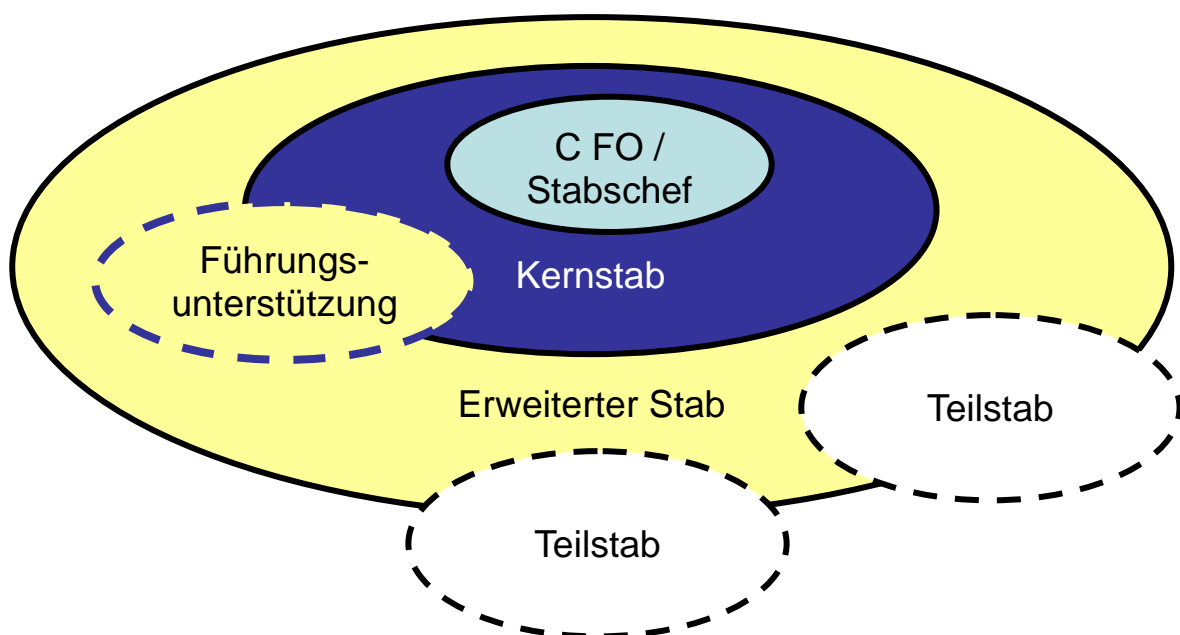 C FO /
Stabschef
Führungs-
unterstützung
Kernstab
Erweiterter Stab
Teilstab
Teilstab